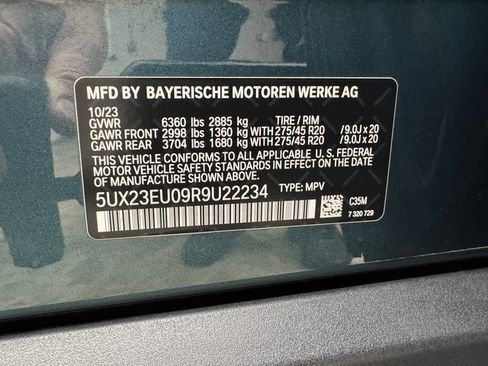 MFD BY BAYERISCHE MOTOREN WERKE AG
10/23
GVWR 6360 lbs 2885 kg TIRE / RIM
GAWR FRONT 2998 lbs 1360 kg WITH 275/45 R20 /9.0J x 20
GAWR REAR 3704 lbs 1680 kg WITH 275/45 R20 /9.0J x 20
THIS VEHICLE CONFORMS TO ALL APPLICABLE U. S. FEDERAL
MOTOR VEHICLE SAFETY STANDARDS IN EFFECT ON THE DATE
OF MANUFACTURE SHOWN ABOVE.
5UX23EU09R9U22234 TYPE: MPV
C35M
7 320 729